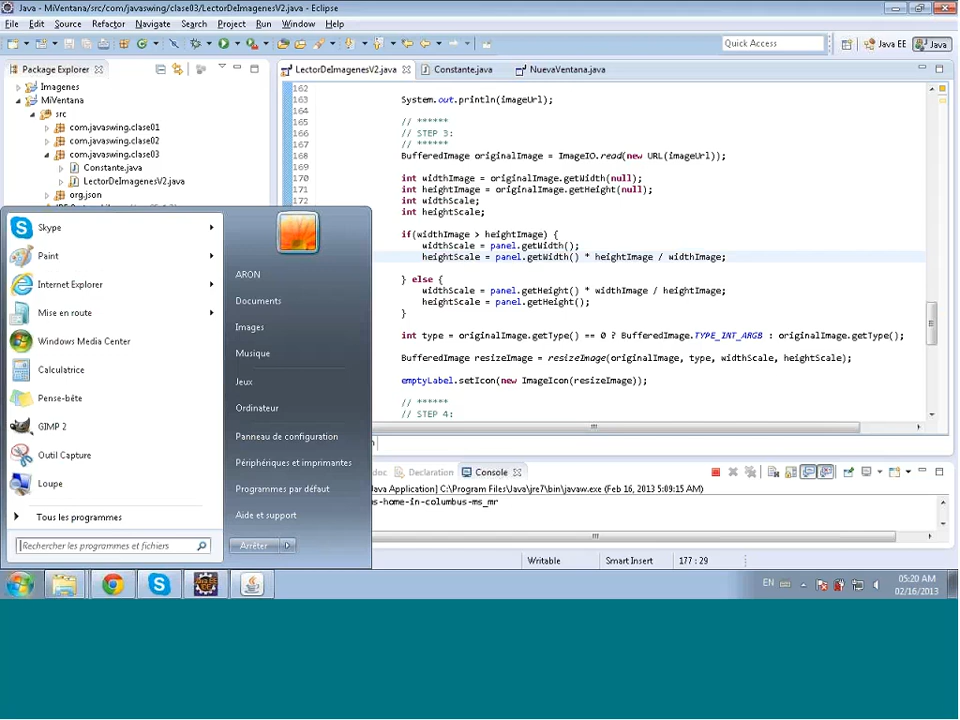 Java - MiVentana/src/com/javaswing/clase03/LectorDeImagenesV2.java - Eclipse
File Edit Source Refactor Navigate Search Project Run Window Help
Quick Access
Java EE
Java
Package Explorer
LectorDeImagenesV2.java
Constante.java
NuevaVentana.java
Imagenes
MiVentana
src
com.javaswing.clase01
com.javaswing.clase02
com.javaswing.clase03
Constante.java
LectorDeImagenesV2.java
org.json
162
163 System.out.println(imageUrl);
164
165 // ******
166 // STEP 3:
167 // ******
168 BufferedImage originalImage = ImageIO.read(new URL(imageUrl));
169
170 int widthImage = originalImage.getWidth(null);
171 int heightImage = originalImage.getHeight(null);
172 int widthScale;
int heightScale;
if(widthImage > heightImage) {
widthScale = panel.getWidth();
heightScale = panel.getWidth() * heightImage / widthImage;
} else {
widthScale = panel.getHeight() * widthImage / heightImage;
heightScale = panel.getHeight();
}
int type = originalImage.getType() == 0 ? BufferedImage.TYPE_INT_ARGB : originalImage.getType();
BufferedImage resizeImage = resizeImage(originalImage, type, widthScale, heightScale);
emptyLabel.setIcon(new ImageIcon(resizeImage));
// ******
// STEP 4:
Skype
Paint
Internet Explorer
Mise en route
Windows Media Center
Calculatrice
Pense-bête
GIMP 2
Outil Capture
Loupe
Tous les programmes
Rechercher les programmes et fichiers
ARON
Documents
Images
Musique
Jeux
Ordinateur
Panneau de configuration
Périphériques et imprimantes
Programmes par défaut
Aide et support
Arrêter
doc
Declaration
Console
[Java Application] C:\Program Files\Java\jre7\bin\javaw.exe (Feb 16, 2013 5:09:15 AM)
s-home-in-columbus-ms_mr
Writable
Smart Insert
177 : 29
EN
05:20 AM
02/16/2013